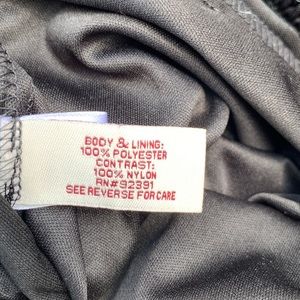 BODY & LINING:
100% POLYESTER
CONTRAST:
100% NYLON
RN#92391
SEE REVERSE FOR CARE